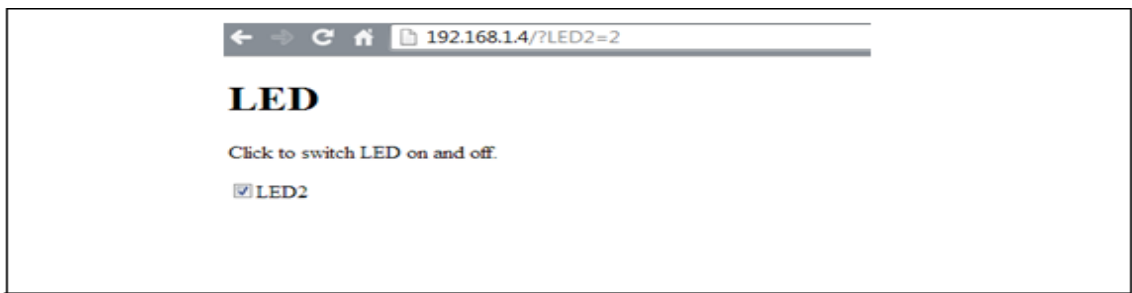 192.168.1.4/?LED2=2
LED
Click to switch LED on and off.
LED2